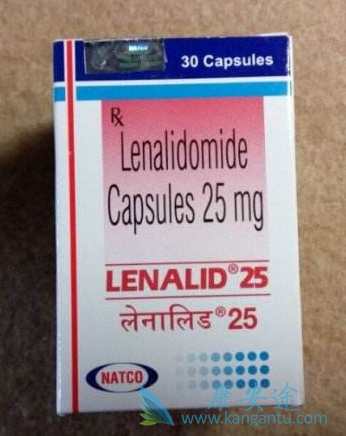 30 Capsules
Rx
Lenalidomide
Capsules 25 mg
LENALID® 25
लेनालिड® 25
NATCO
康安途
www.kangantu.com